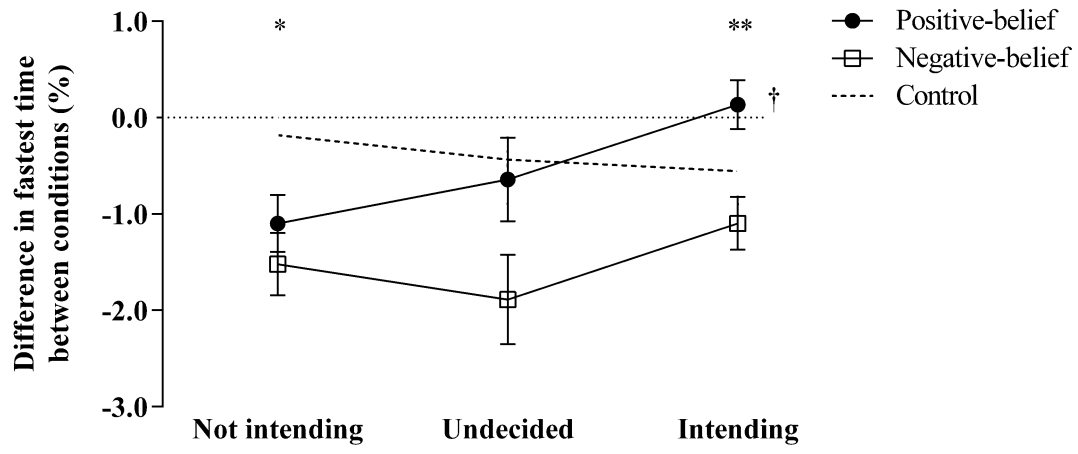 Difference in fastest time
between conditions (%)
1.0
0.0
-1.0
-2.0
-3.0
*
**
†
Not intending
Undecided
Intending
Positive-belief
Negative-belief
Control